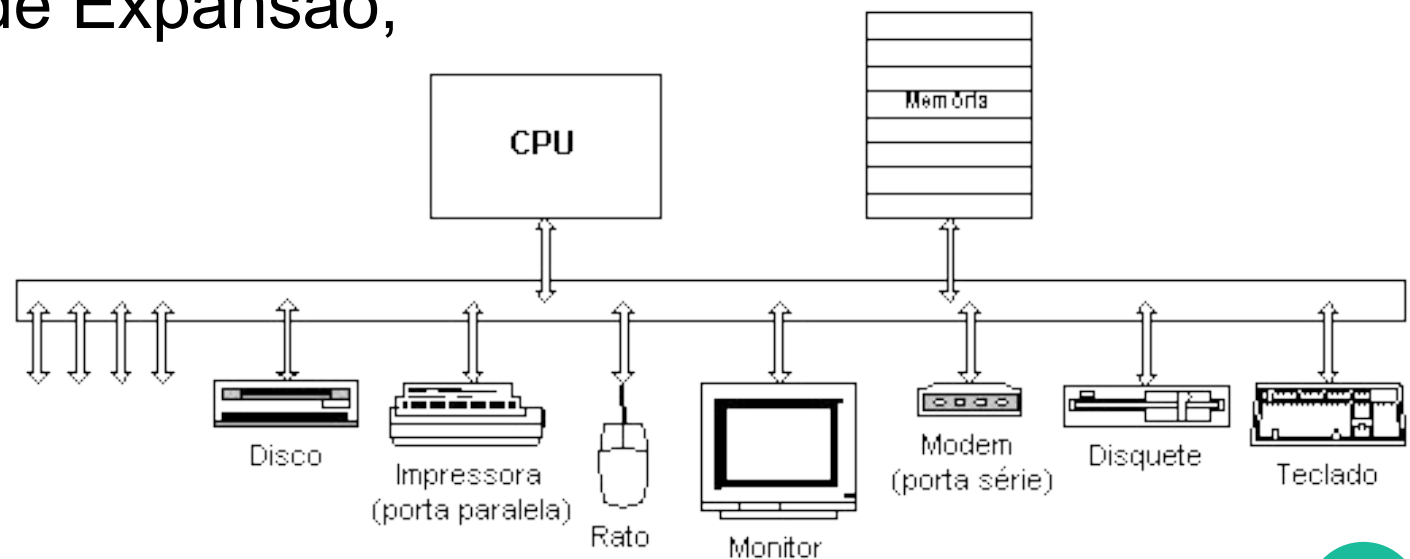 de Expansão,
CPU
Memória
Disco
Impressora
(porta paralela)
Rato
Monitor
Modem
(porta série)
Disquete
Teclado